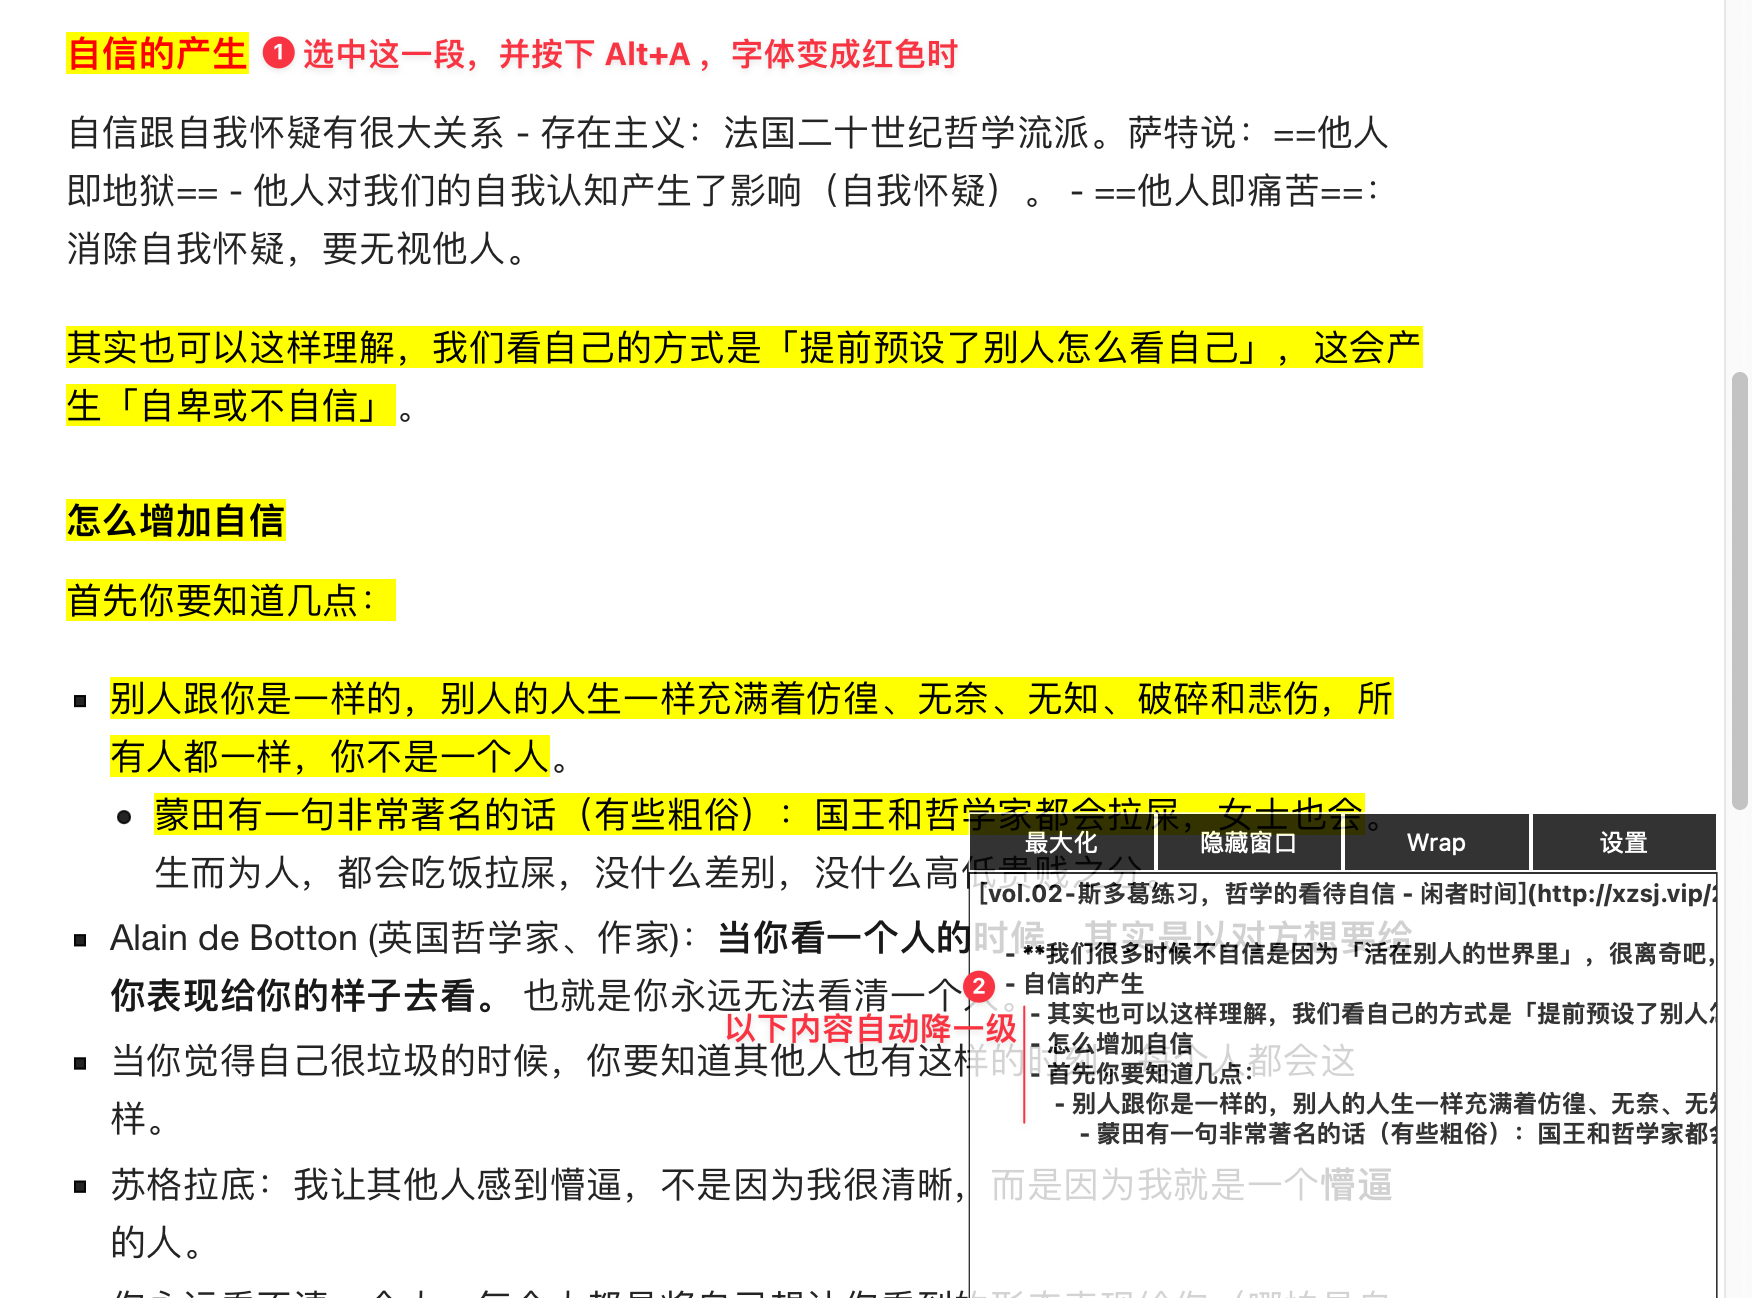 自信的产生 ❶ 选中这一段，并按下 Alt+A ，字体变成红色时
自信跟自我怀疑有很大关系 - 存在主义：法国二十世纪哲学流派。萨特说：==他人
即地狱== - 他人对我们的自我认知产生了影响（自我怀疑）。 - ==他人即痛苦==：
消除自我怀疑，要无视他人。
其实也可以这样理解，我们看自己的方式是「提前预设了别人怎么看自己」，这会产
生「自卑或不自信」。
怎么增加自信
首先你要知道几点：
别人跟你是一样的，别人的人生一样充满着仿徨、无奈、无知、破碎和悲伤，所
有人都一样，你不是一个人。
蒙田有一句非常著名的话（有些粗俗）：国王和哲学家都会拉屎，女士也会。
生而为人，都会吃饭拉屎，没什么差别，没什么高低贵贱之分。
Alain de Botton (英国哲学家、作家)：当你看一个人的时候，其实是以对方想要给
你表现给你的样子去看。 也就是你永远无法看清一个人。
当你觉得自己很垃圾的时候，你要知道其他人也有这样的时刻，每个人都会这
样。
苏格拉底：我让其他人感到懵逼，不是因为我很清晰，而是因为我就是一个懵逼
的人。
最大化 隐藏窗口 Wrap 设置
[vol.02-斯多葛练习，哲学的看待自信 - 闲者时间](http://xzsj.vip/
- **我们很多时候不自信是因为「活在别人的世界里」，很离奇吧，
❷ - 自信的产生
以下内容自动降一级
- 其实也可以这样理解，我们看自己的方式是「提前预设了别人
- 怎么增加自信
- 首先你要知道几点：
- 别人跟你是一样的，别人的人生一样充满着仿徨、无奈、无
- 蒙田有一句非常著名的话（有些粗俗）：国王和哲学家都